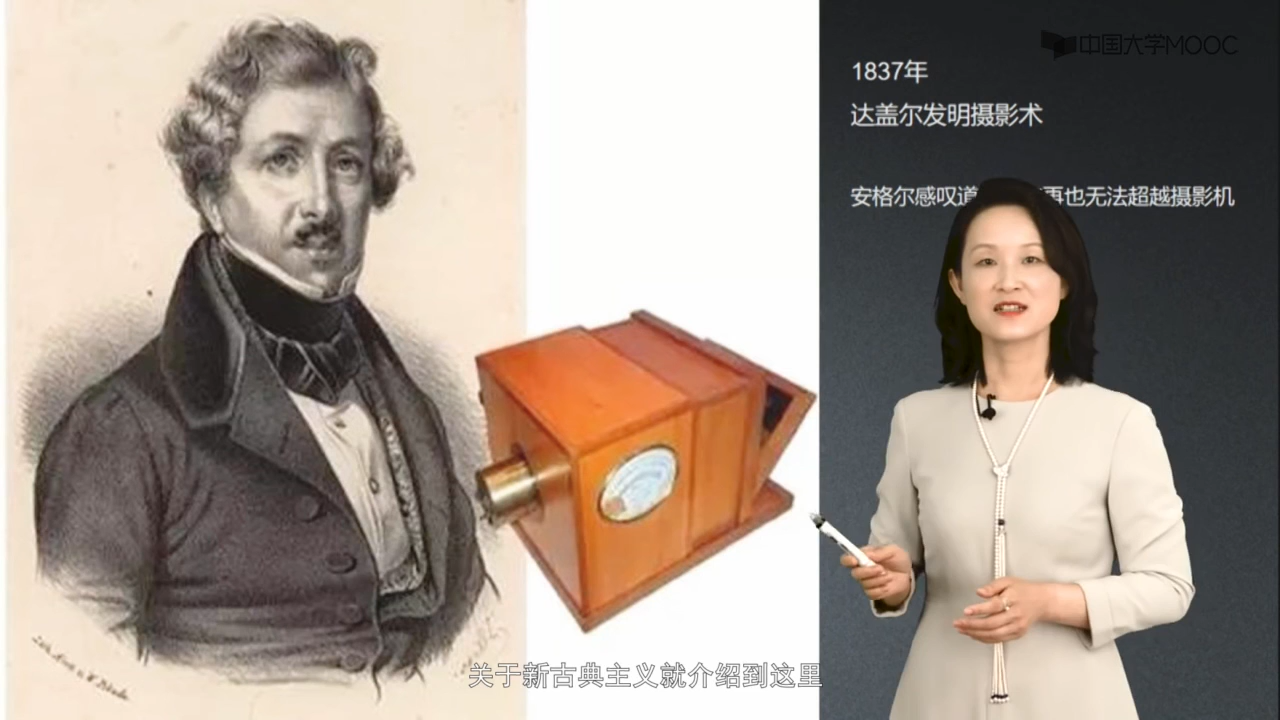 中国大学MOOC
1837年
达盖尔发明摄影术
安格尔感叹道 再也无法超越摄影机
关于新古典主义就介绍到这里